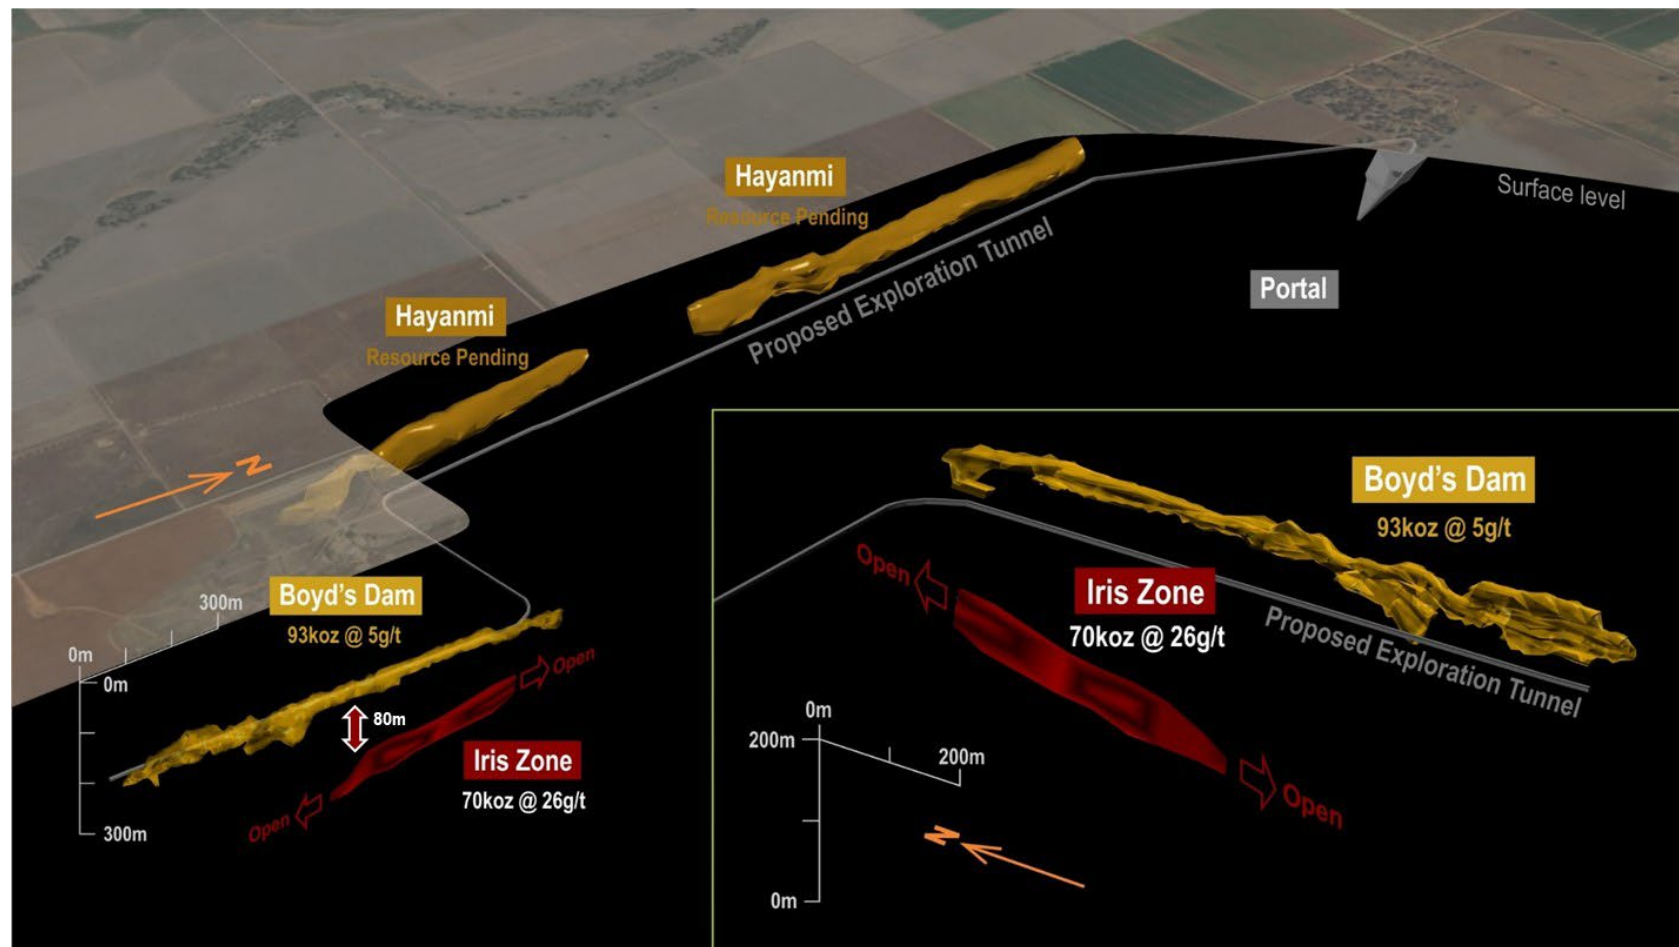 Hayanmi
Resource Pending
Proposed Exploration Tunnel
Surface level
Portal
Hayanmi
Resource Pending
N
Boyd's Dam
93koz @ 5g/t
300m
0m
0m
300m
80m
Open
Open
Iris Zone
70koz @ 26g/t
Boyd's Dam
93koz @ 5g/t
Open
Iris Zone
70koz @ 26g/t
Proposed Exploration Tunnel
Open
0m
200m
200m
0m
N